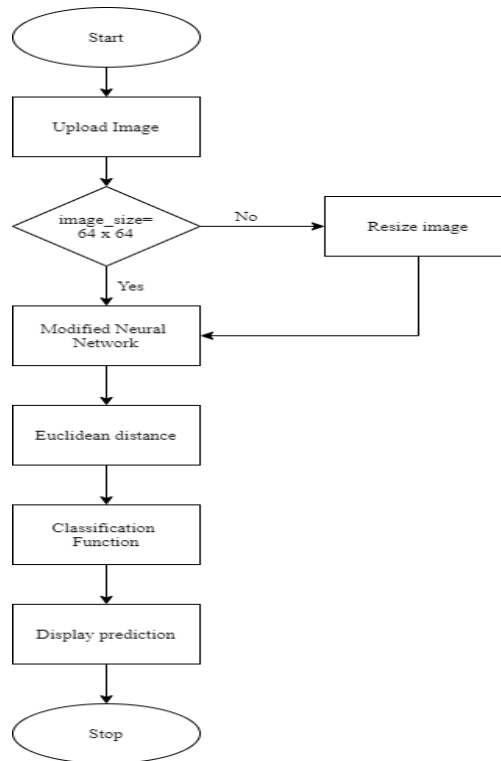 Start
Upload Image
image_size=
64 x 64
No
Resize image
Yes
Modified Neural
Network
Euclidean distance
Classification
Function
Display prediction
Stop